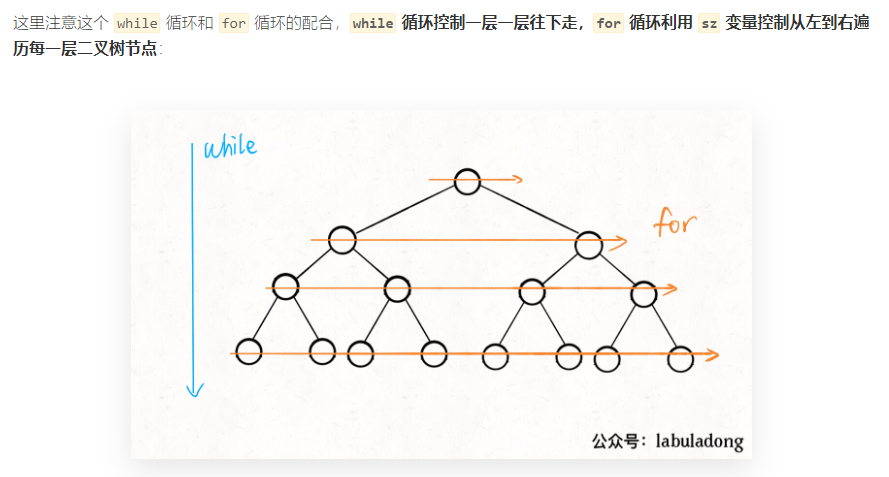 这里注意这个 while 循环和 for 循环的配合，while 循环控制一层一层往下走，for 循环利用 sz 变量控制从左到右遍
历每一层二叉树节点：
while
for
公众号：labuladong